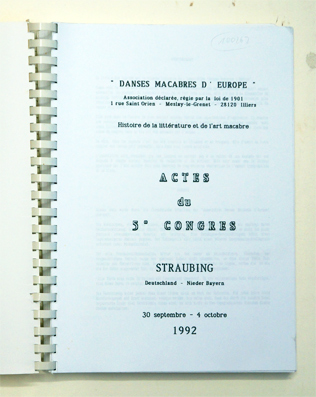 " DANSES MACABRES D' EUROPE "
Association déclarée, régie par la loi de 1901
1 rue Saint Orien - Meslay-le-Grenet - 28120 Illiers
Histoire de la littérature et de l'art macabre
ACTES
du
5° CONGRES
STRAUBING
Deutschland - Nieder Bayern
30 septembre - 4 octobre
1992